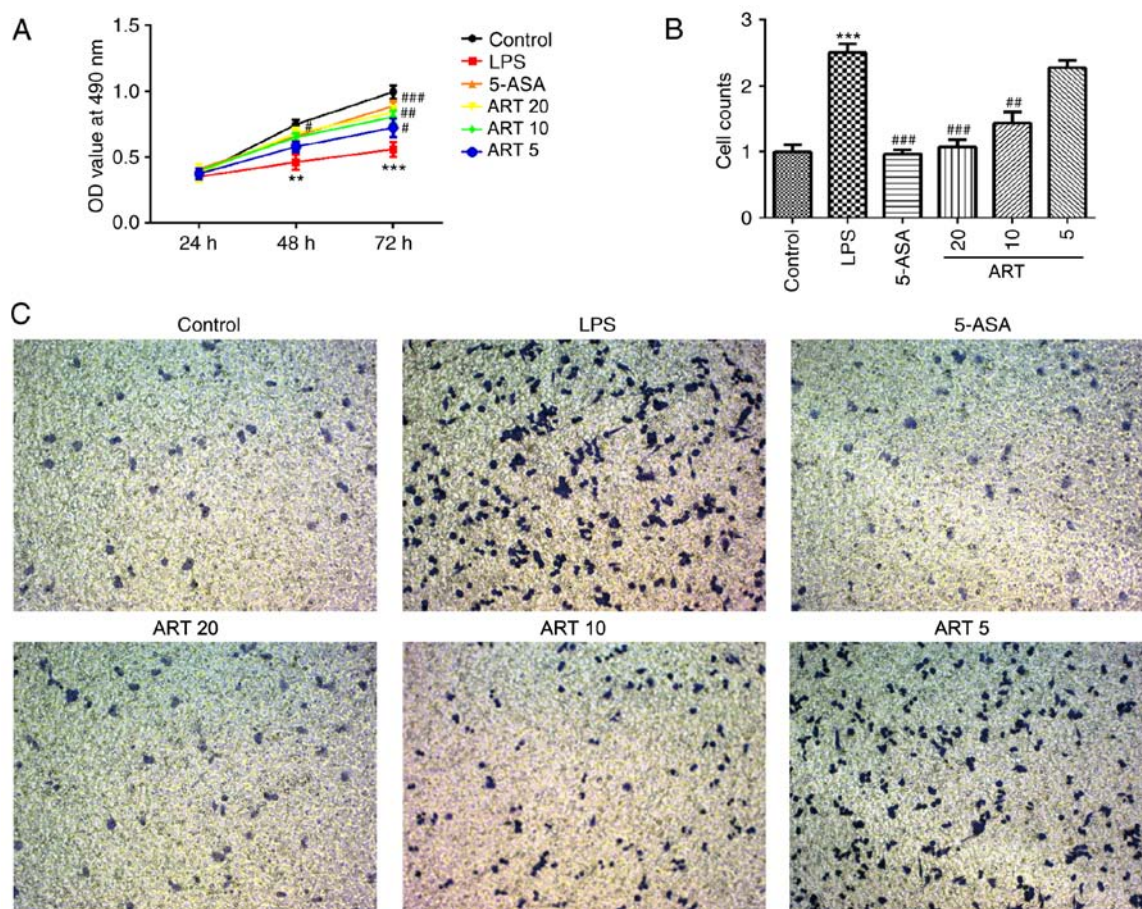 A
OD value at 490 nm
1.5
1.0
0.5
0.0
24 h
48 h
72 h
#
**
###
##
#
***
Control
LPS
5-ASA
ART 20
ART 10
ART 5
B
Cell counts
3
2
1
0
***
###
###
##
Control
LPS
5-ASA
20
10
5
ART
C
Control
LPS
5-ASA
ART 20
ART 10
ART 5